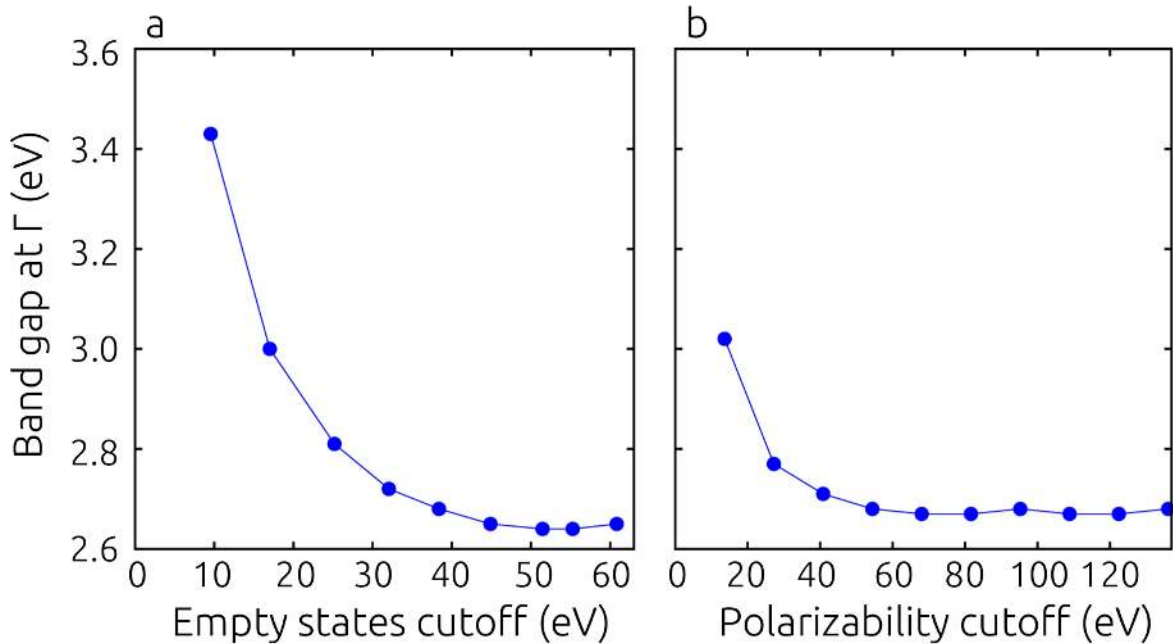 a
b
3.6
3.4
3.2
3.0
2.8
2.6
Band gap at Γ (eV)
0 10 20 30 40 50 60
0 20 40 60 80 100 120
Empty states cutoff (eV)
Polarizability cutoff (eV)